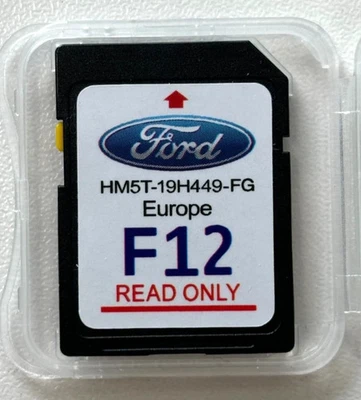 Ford
HM5T-19H449-FG
Europe
F12
READ ONLY